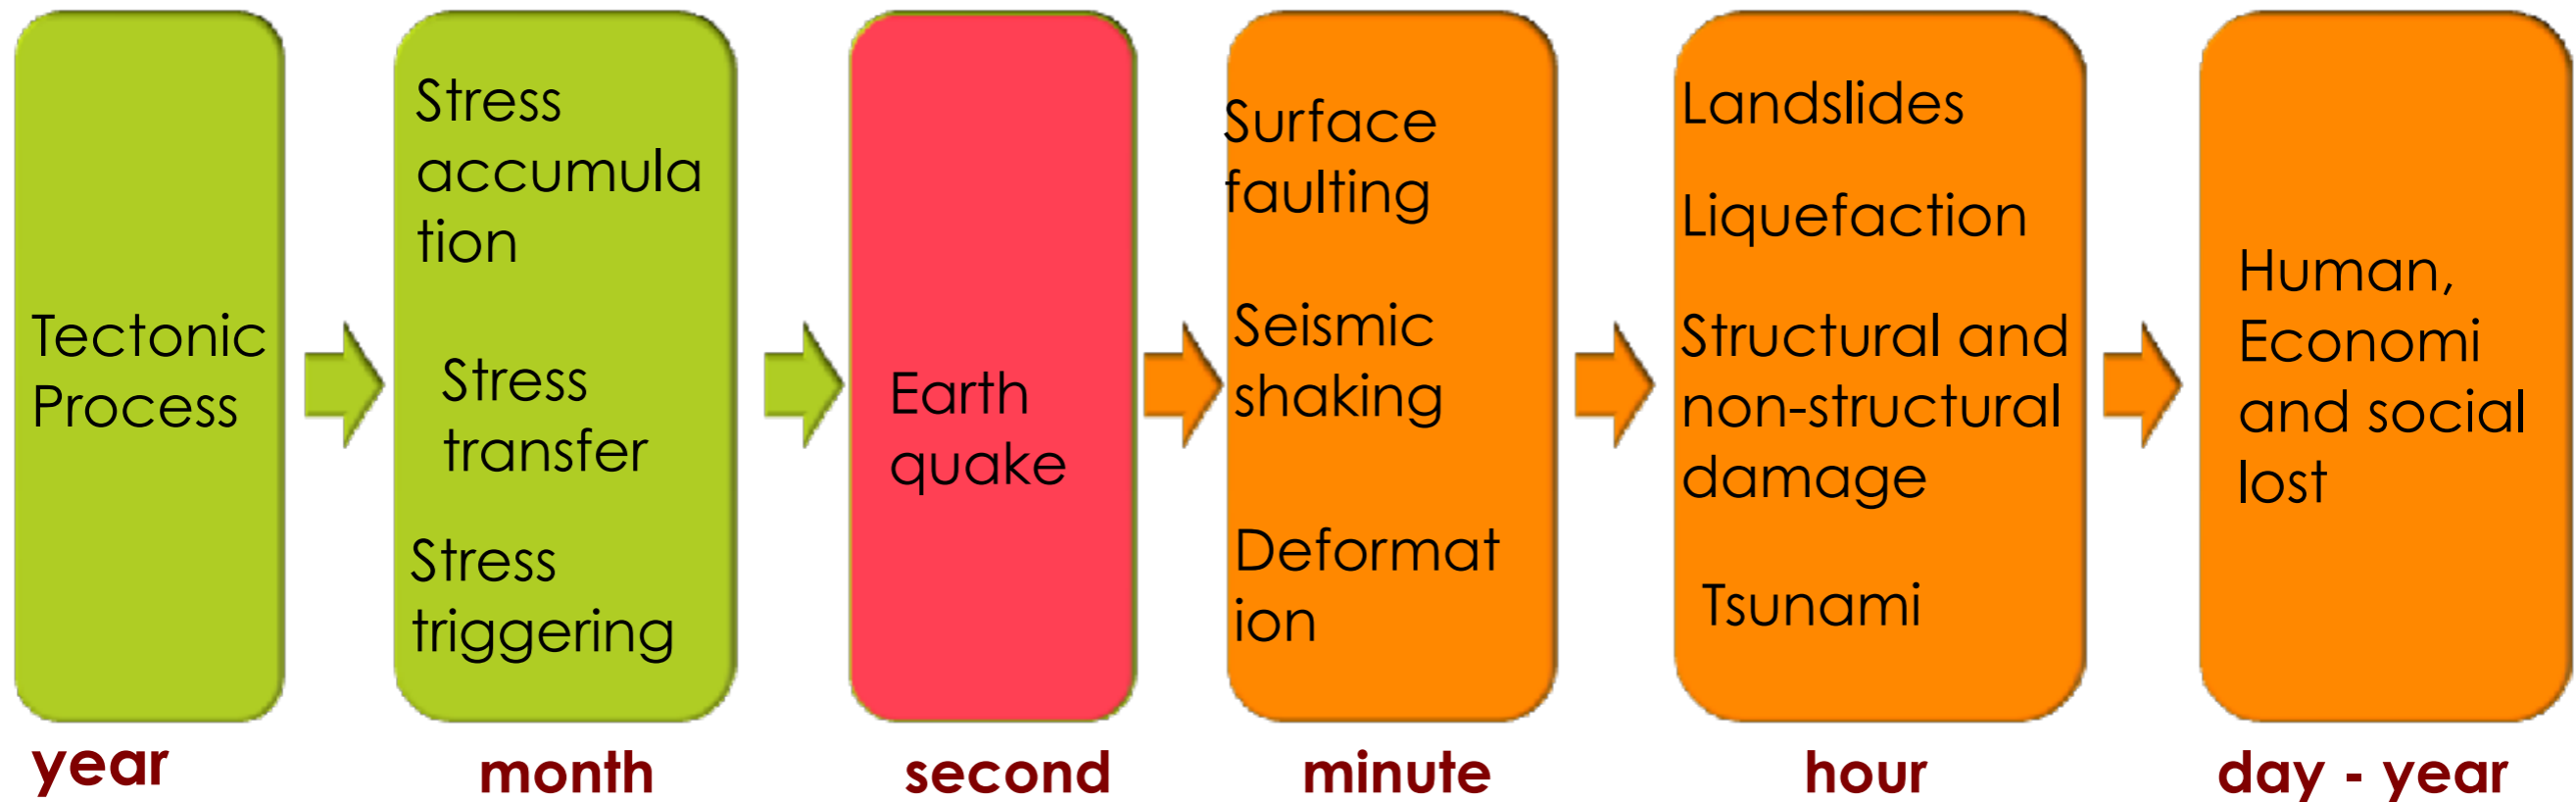 Tectonic
Process
Stress
accumula
tion
Stress
transfer
Stress
triggering
Earth
quake
Surface
faulting
Seismic
shaking
Deformat
ion
Landslides
Liquefaction
Structural and
non-structural
damage
Tsunami
Human,
Economi
and social
lost
year
month
second
minute
hour
day - year